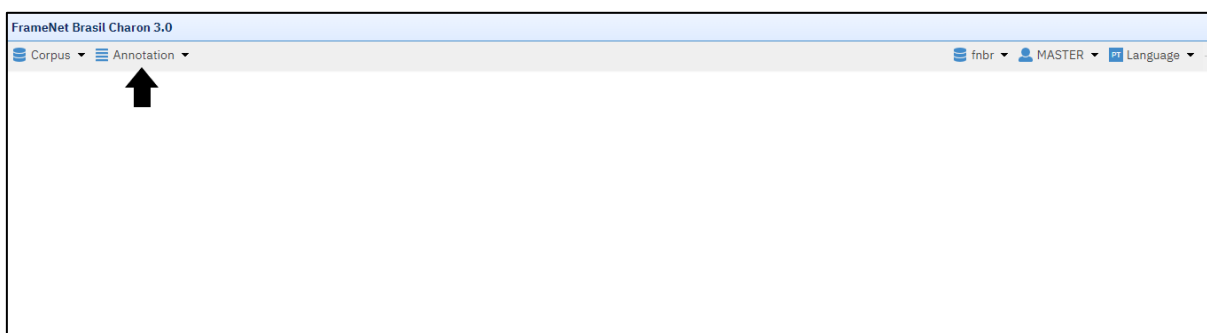 FrameNet Brasil Charon 3.0
Corpus Annotation fnbr MASTER PT Language